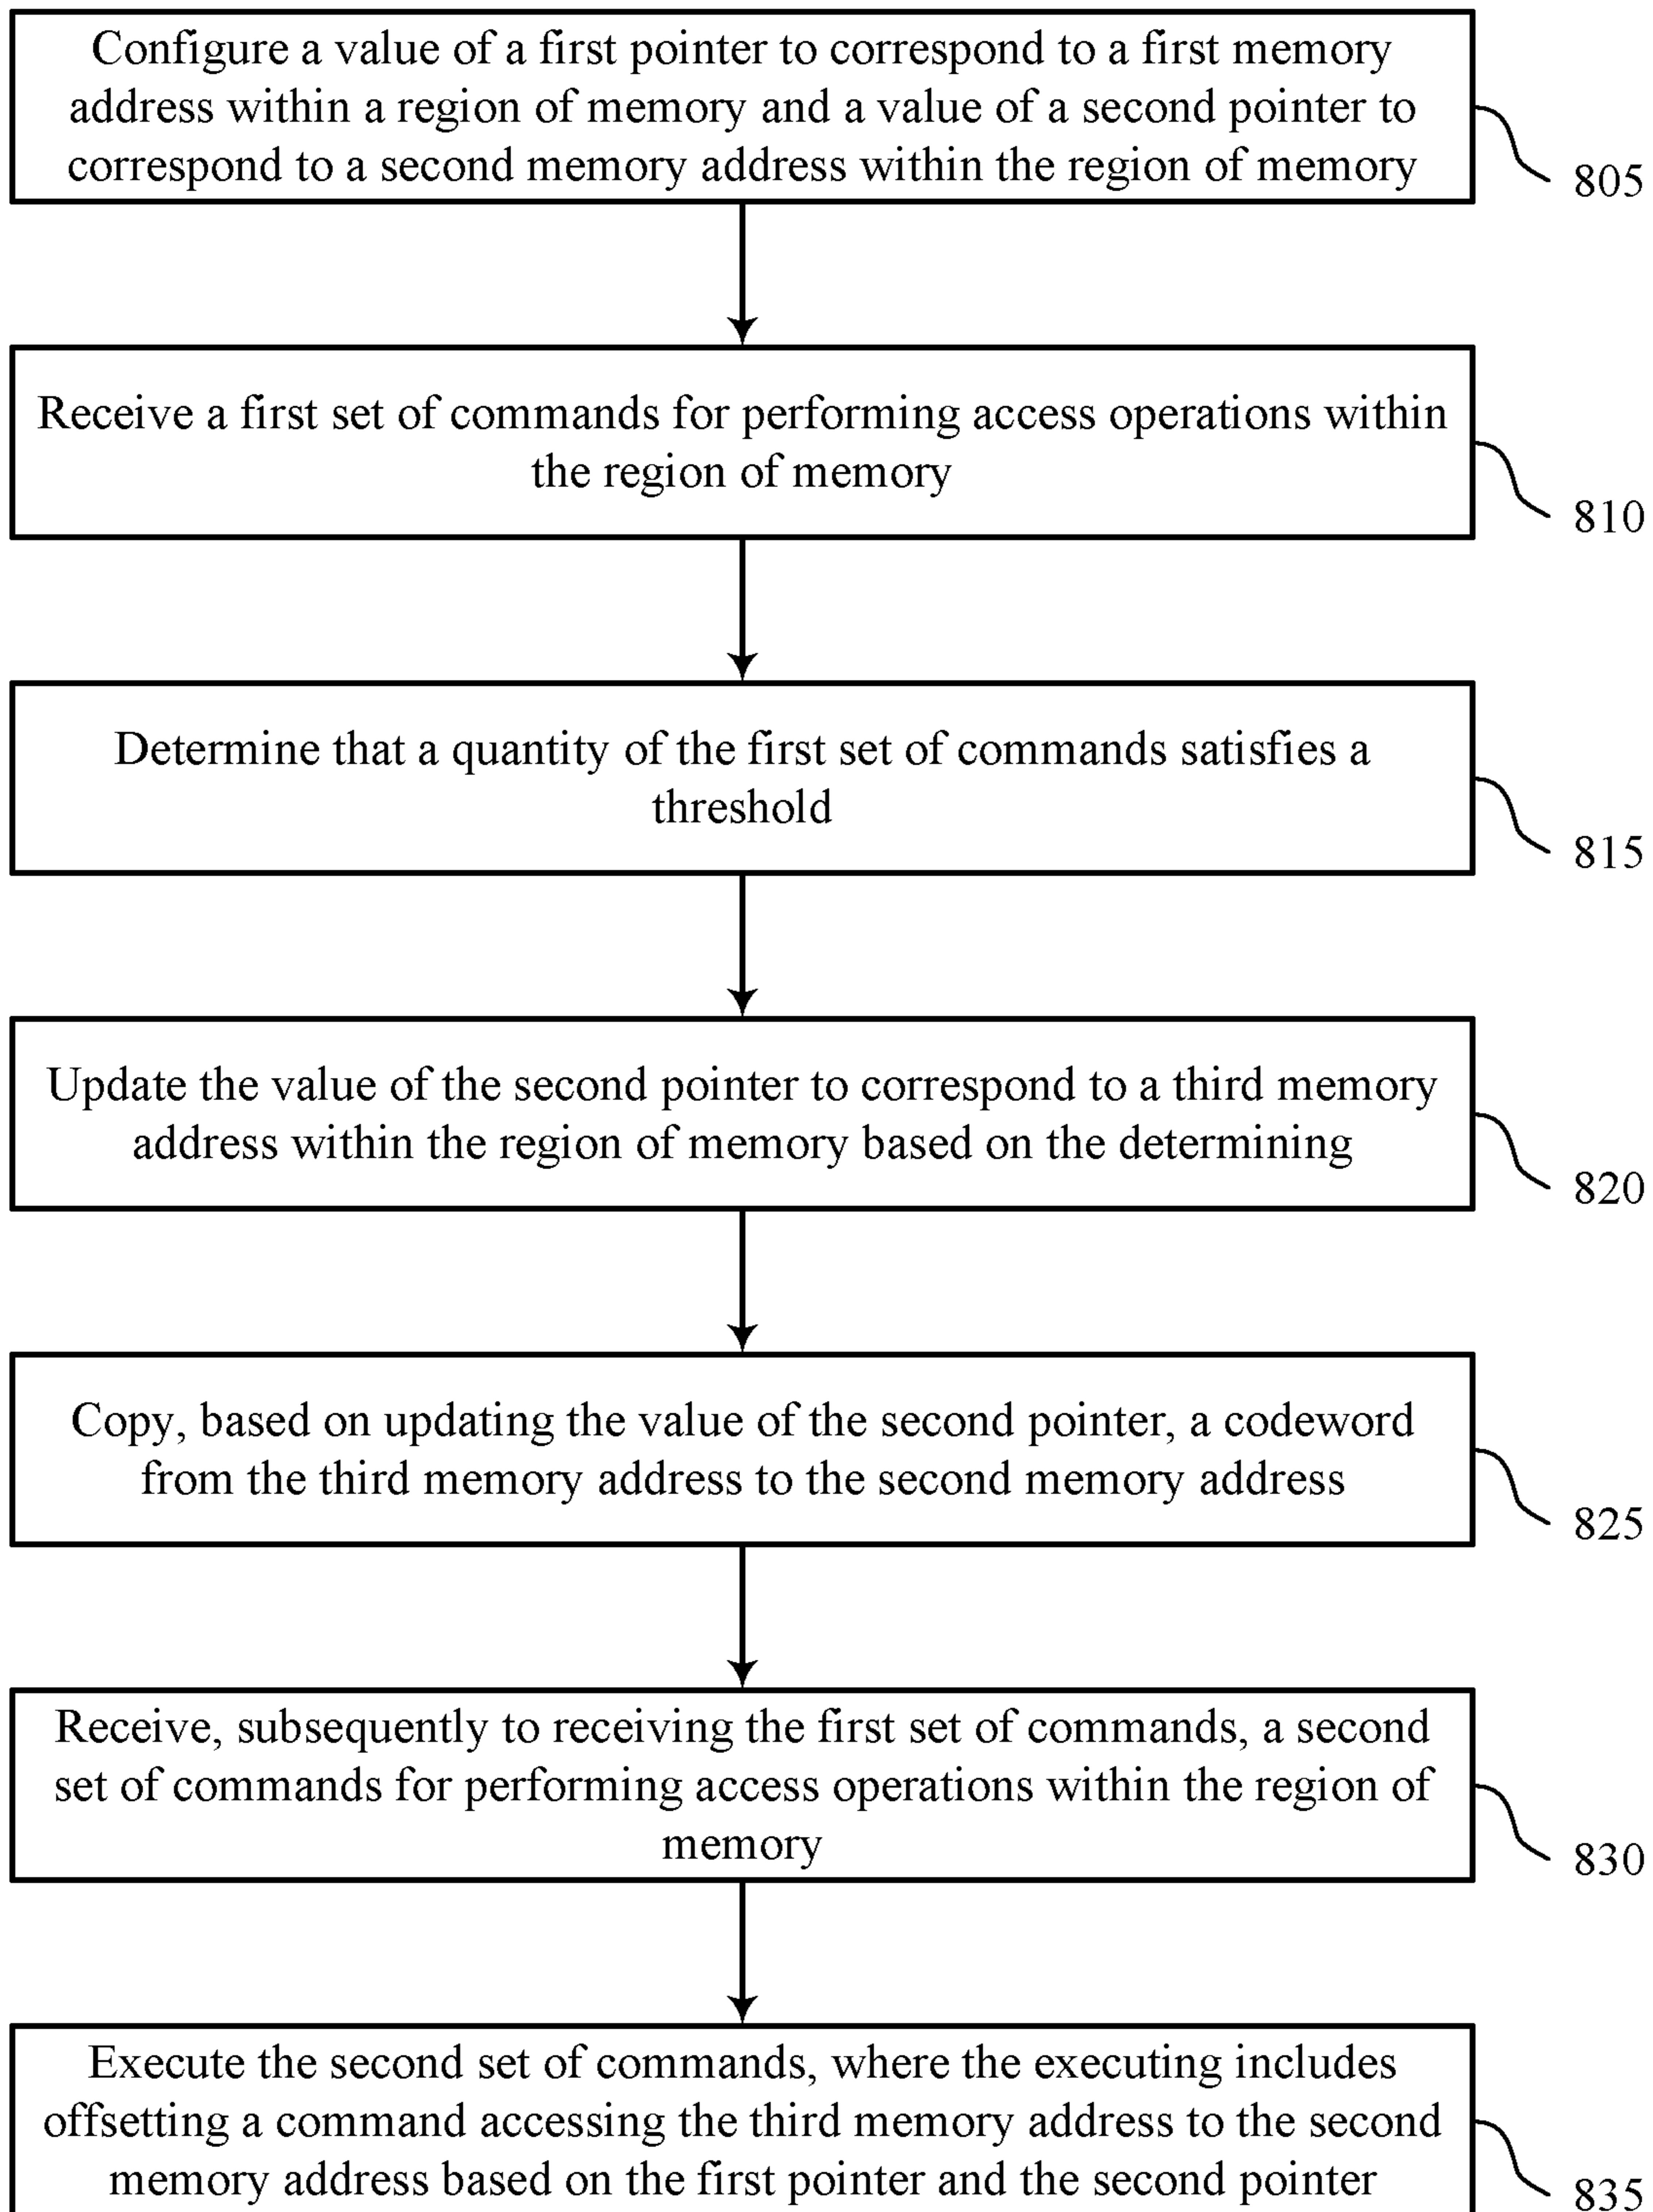 Configure a value of a first pointer to correspond to a first memory
address within a region of memory and a value of a second pointer to
correspond to a second memory address within the region of memory
805
Receive a first set of commands for performing access operations within
the region of memory
810
Determine that a quantity of the first set of commands satisfies a
threshold
815
Update the value of the second pointer to correspond to a third memory
address within the region of memory based on the determining
820
Copy, based on updating the value of the second pointer, a codeword
from the third memory address to the second memory address
825
Receive, subsequently to receiving the first set of commands, a second
set of commands for performing access operations within the region of
memory
830
Execute the second set of commands, where the executing includes
offsetting a command accessing the third memory address to the second
memory address based on the first pointer and the second pointer
835